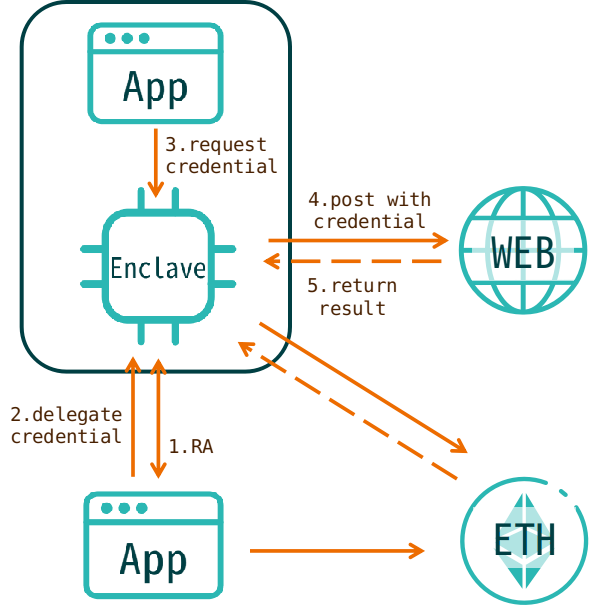 App
3.request
credential
Enclave
4.post with
credential
WEB
5.return
result
2.delegate
credential
1.RA
App
ETH